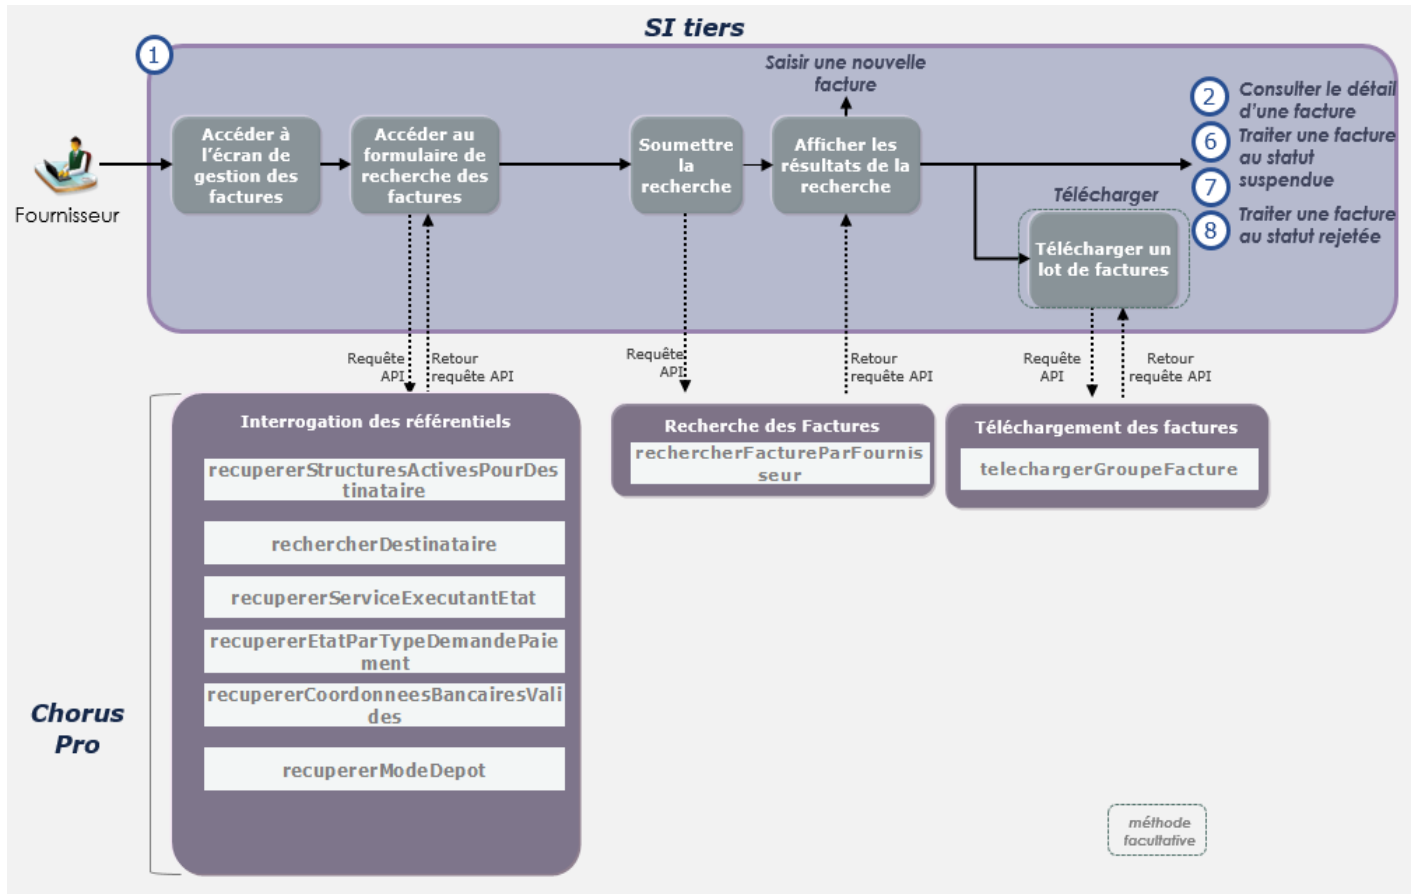 SI tiers
1
Saisir une nouvelle
facture
Accéder à
l'écran de
gestion des
factures
Accéder au
formulaire de
recherche des
factures
Soumettre
la
recherche
Afficher les
résultats de la
recherche
2
Consulter le détail
d'une facture
6
Traiter une facture
au statut
suspendue
7
8
Traiter une facture
au statut rejetée
Fournisseur
Télécharger
Télécharger un
lot de factures
Requête
API
Retour
requête API
Requête
API
Retour
requête API
Requête
API
Retour
requête API
Interrogation des référentiels
recupererStructuresActivesPourDes
tinataire
rechercherDestinataire
recupererServiceExecutantEtat
recupererEtatParTypeDemandePaie
ment
recupererCoordonneesBancairesVali
des
recupererModeDepot
Recherche des Factures
rechercherFactureParFournis
seur
Téléchargement des factures
telechargerGroupeFacture
Chorus
Pro
méthode
facultative